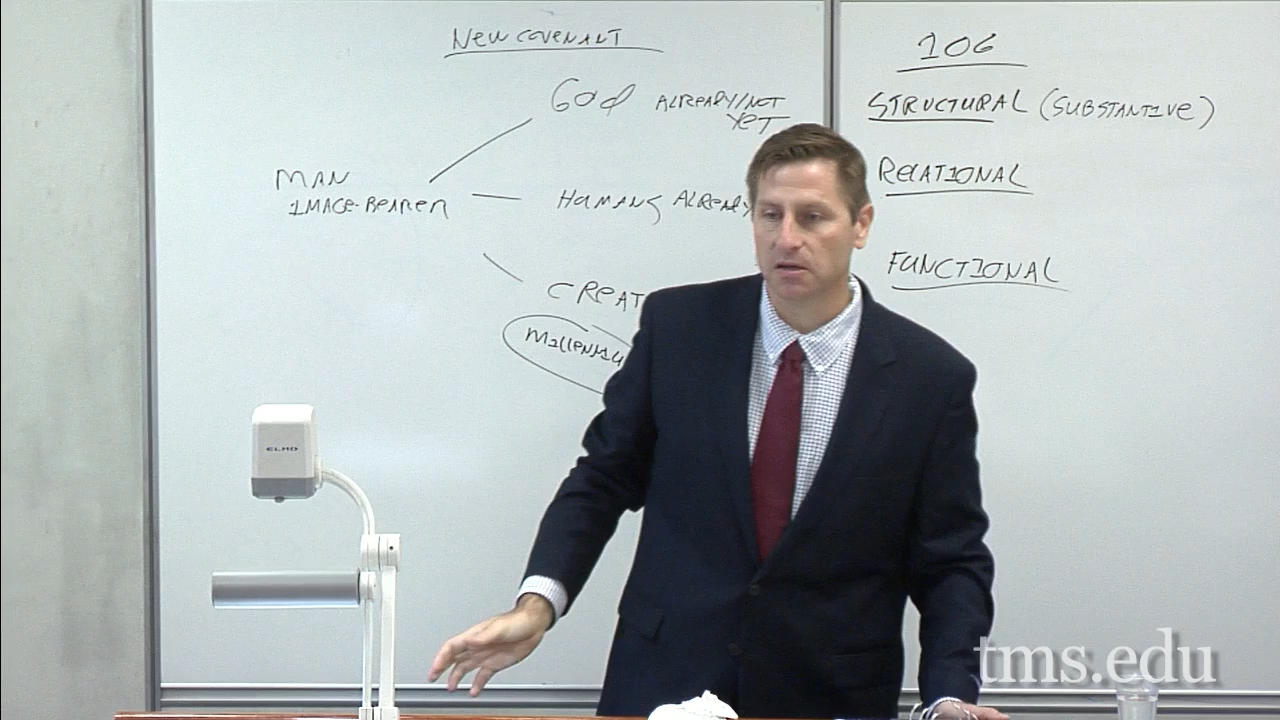 New COVENANT
GOd ALREADY/NOT
YET
MAN
IMAGE-BEARER
HUMANS ALREADY
CREAT
MILLENNIU
106
STRUCTURAL (SUBSTANTIVE)
RELATIONAL
FUNCTIONAL
ELMO
tms.edu